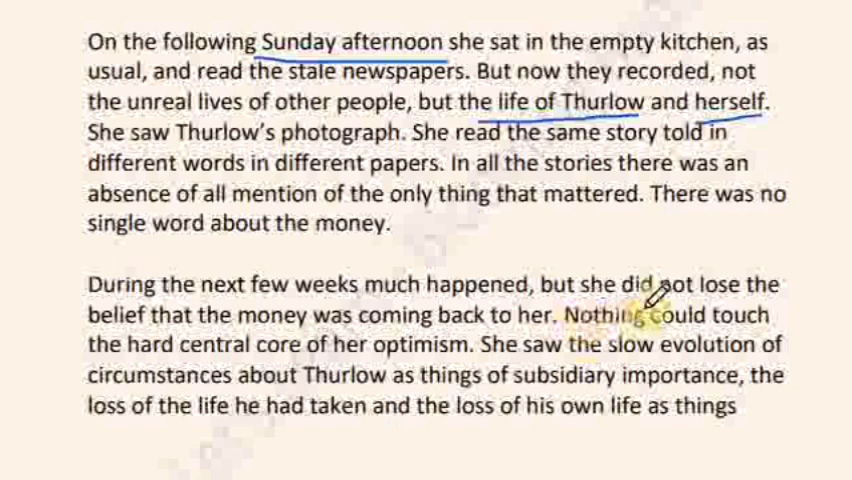 On the following Sunday afternoon she sat in the empty kitchen, as
usual, and read the stale newspapers. But now they recorded, not
the unreal lives of other people, but the life of Thurlow and herself.
She saw Thurlow's photograph. She read the same story told in
different words in different papers. In all the stories there was an
absence of all mention of the only thing that mattered. There was no
single word about the money.
During the next few weeks much happened, but she did not lose the
belief that the money was coming back to her. Nothing could touch
the hard central core of her optimism. She saw the slow evolution of
circumstances about Thurlow as things of subsidiary importance, the
loss of the life he had taken and the loss of his own life as things